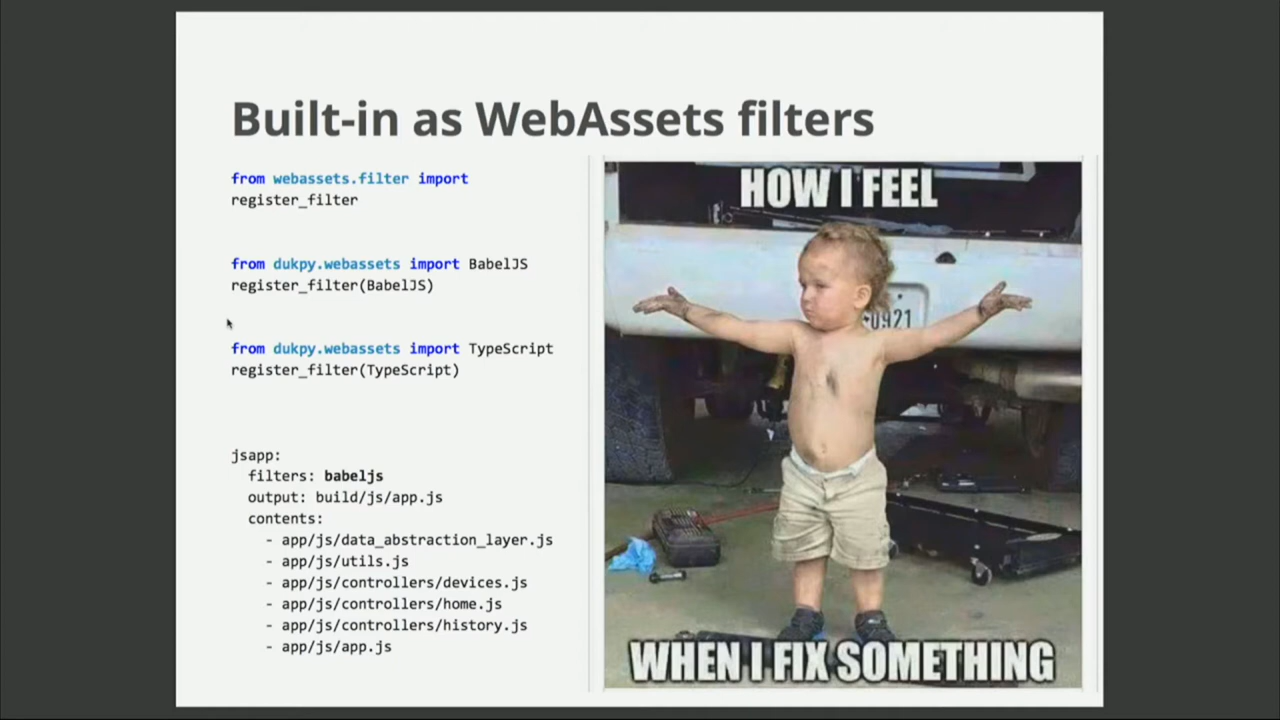 Built-in as WebAssets filters
from webassets.filter import
register_filter
from dukpy.webassets import BabelJS
register_filter(BabelJS)
from dukpy.webassets import TypeScript
register_filter(TypeScript)
jsapp:
filters: babeljs
output: build/js/app.js
contents:
- app/js/data_abstraction_layer.js
- app/js/utils.js
- app/js/controllers/devices.js
- app/js/controllers/home.js
- app/js/controllers/history.js
- app/js/app.js
HOW I FEEL
0921
WHEN I FIX SOMETHING